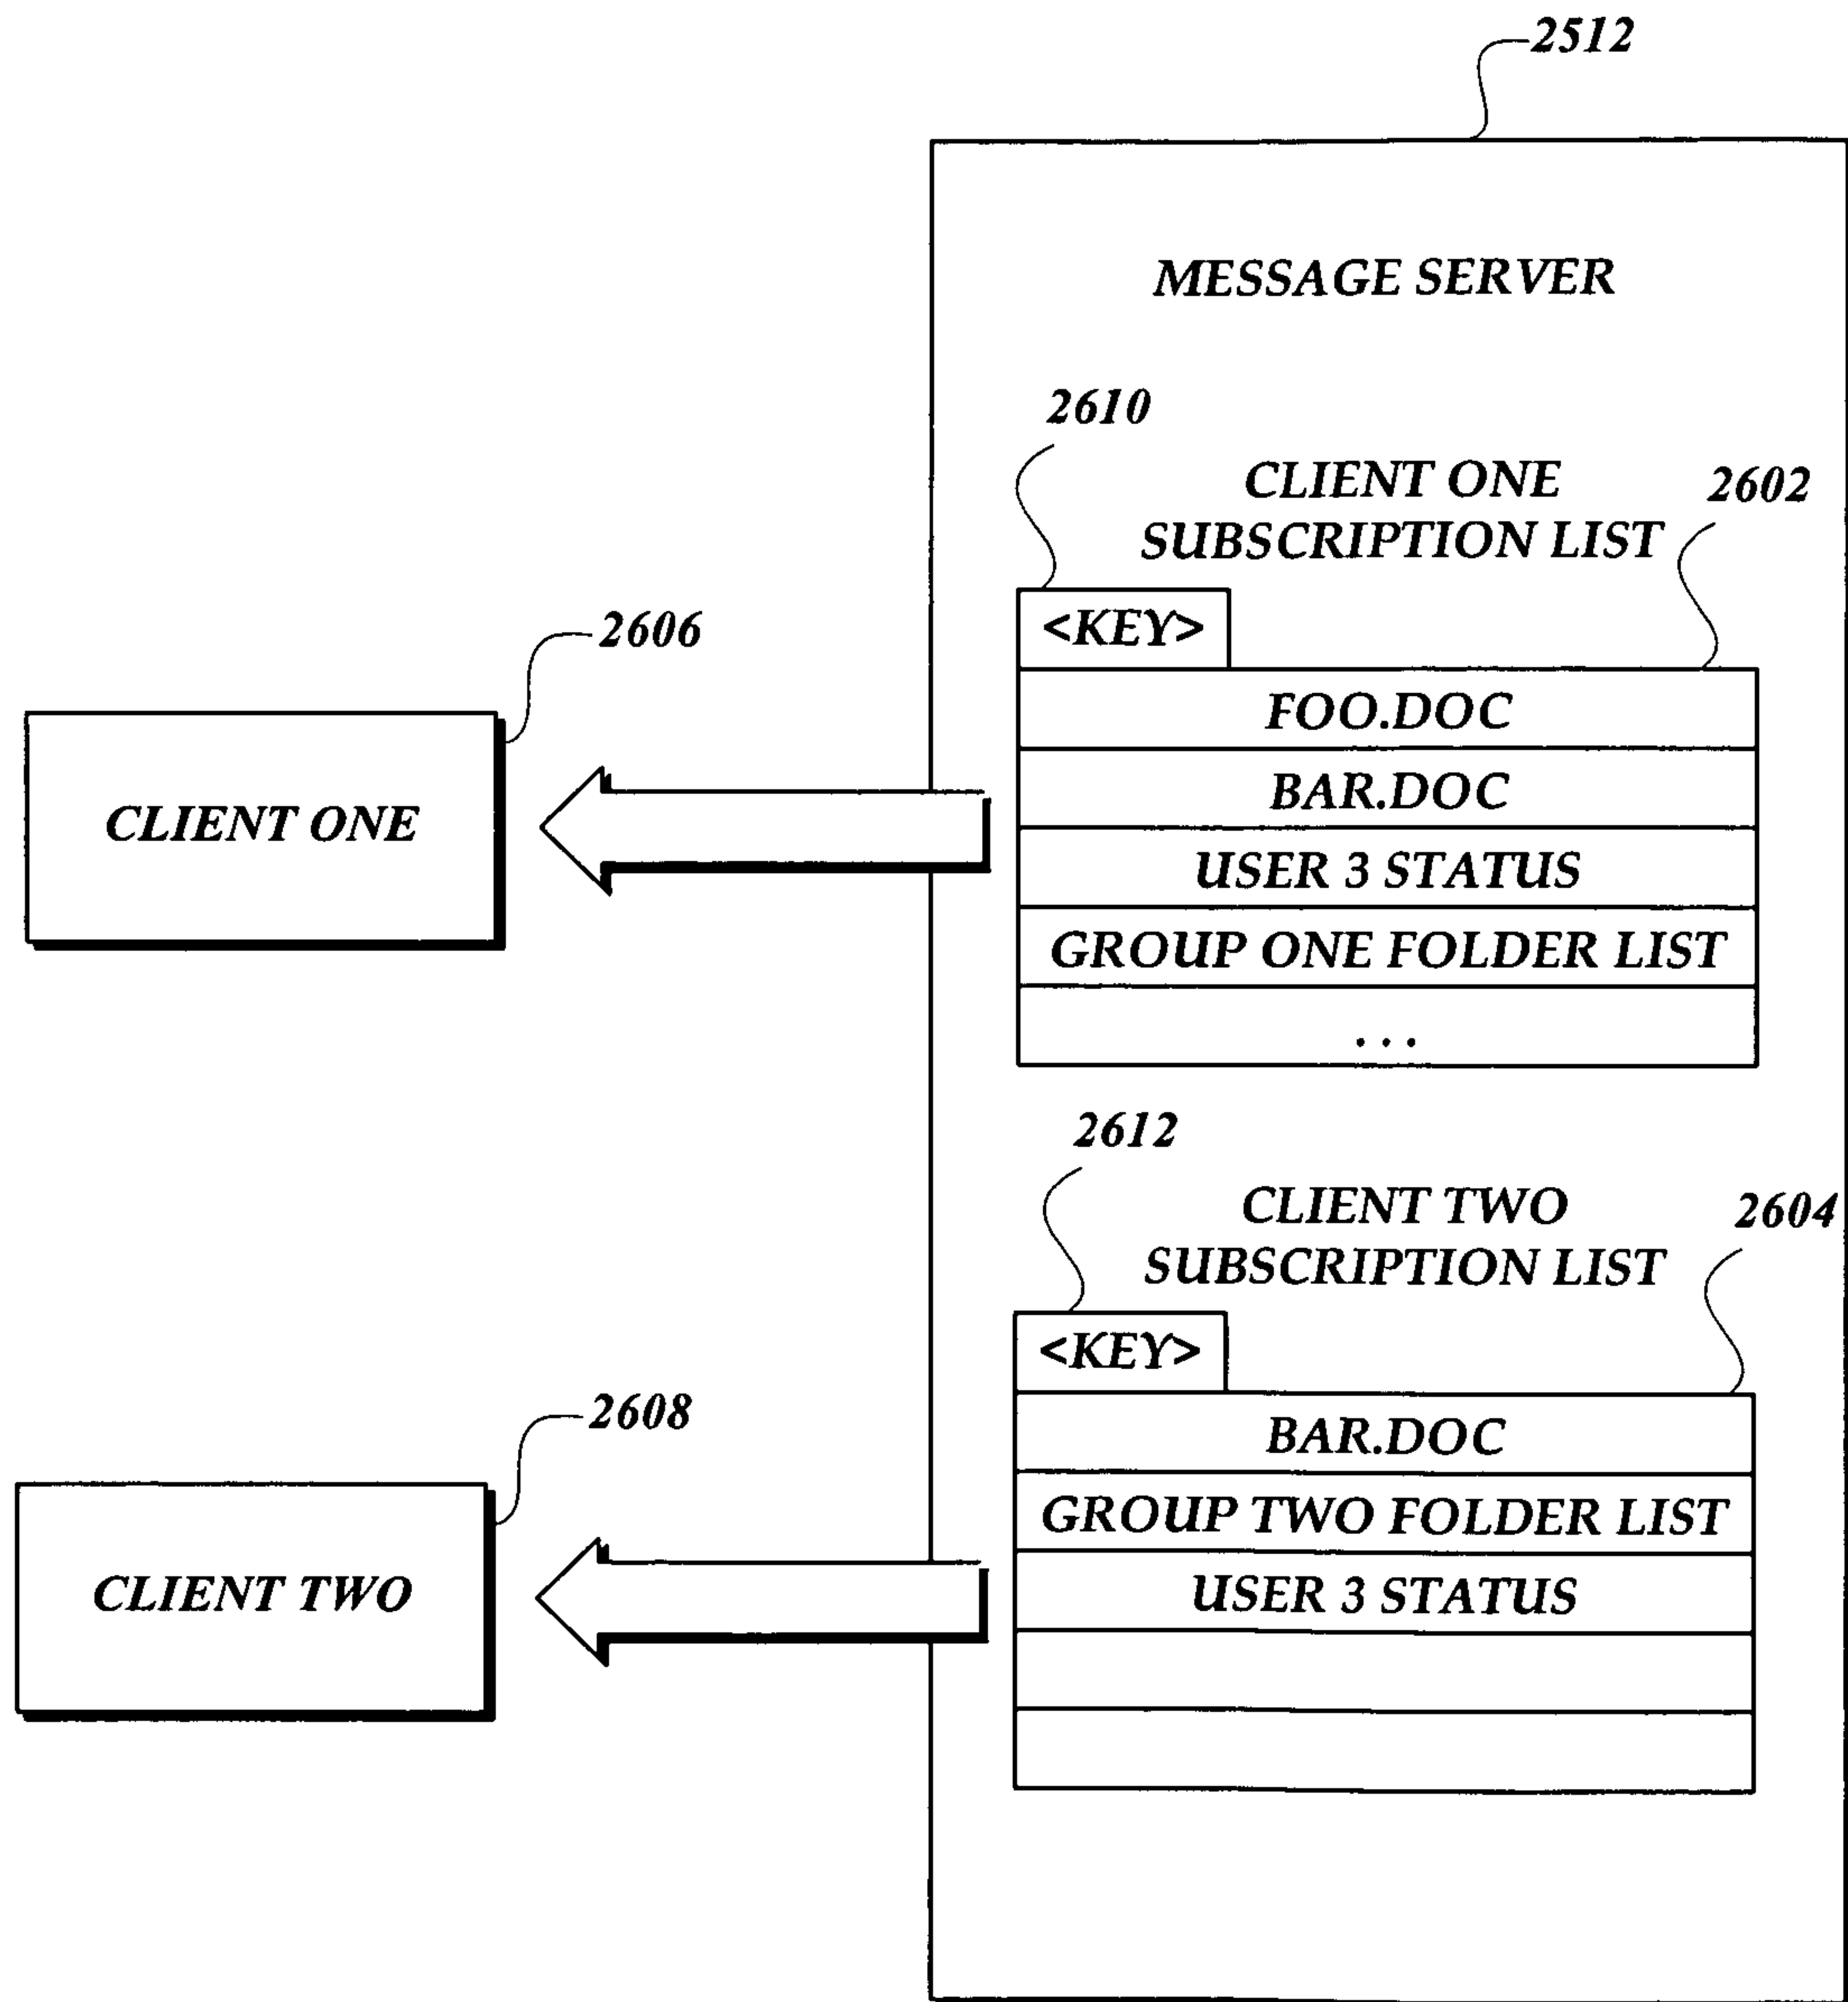 2512
MESSAGE SERVER
2610
CLIENT ONE
SUBSCRIPTION LIST
2602
<KEY>
2606
FOO.DOC
BAR.DOC
CLIENT ONE
USER 3 STATUS
GROUP ONE FOLDER LIST
...
2612
CLIENT TWO
SUBSCRIPTION LIST
2604
<KEY>
2608
BAR.DOC
GROUP TWO FOLDER LIST
CLIENT TWO
USER 3 STATUS